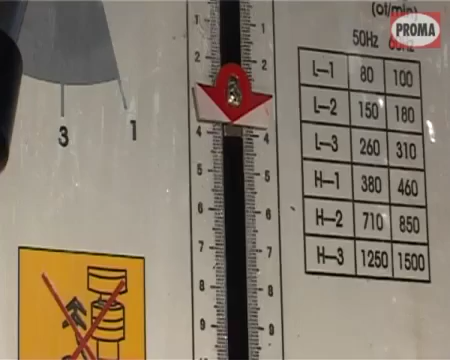 (ot/min)
PROMA
50Hz 60Hz
L-1 80 100
L-2 150 180
L-3 260 310
H-1 380 460
H-2 710 850
H-3 1250 1500
3 1
1 1
2 2
4 4
5 5
6 6
7 7
8 8
9 9